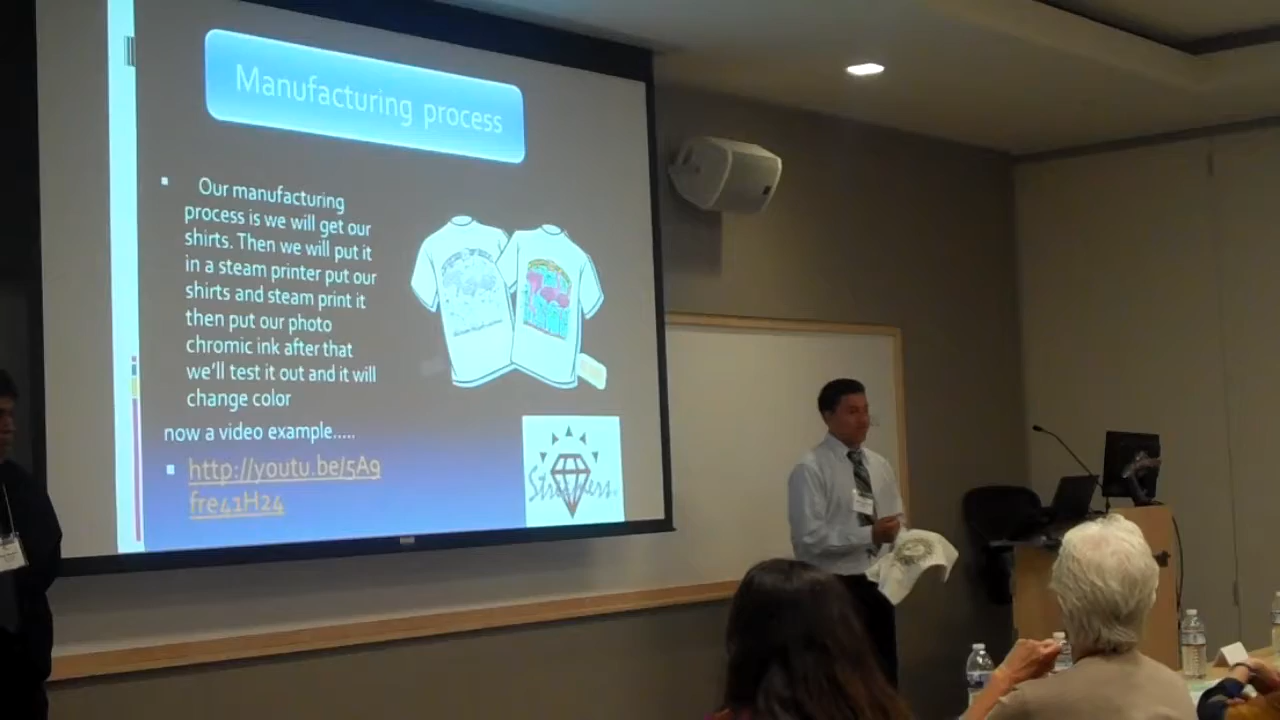 Manufacturing process
Our manufacturing
process is we will get our
shirts. Then we will put it
in a steam printer put our
shirts and steam print it
then put our photo
chromic ink after that
we'll test it out and it will
change color
now a video example.....
http://youtu.be/5A9
fre41H24